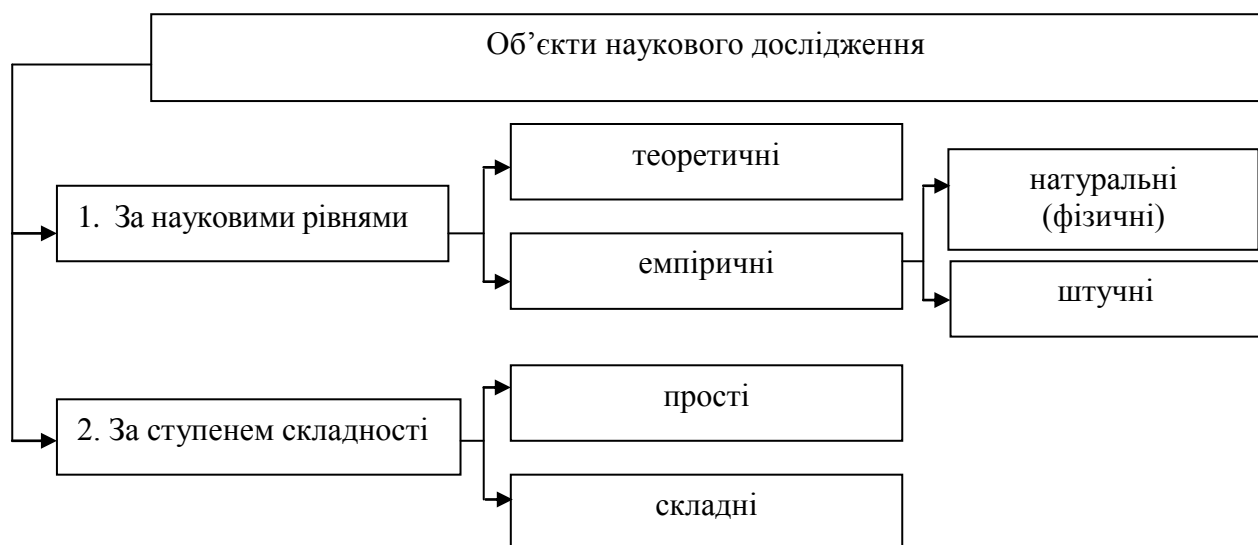 Об’єкти наукового дослідження
теоретичні
натуральні
(фізичні)
1. За науковими рівнями
емпіричні
штучні
прості
2. За ступенем складності
складні